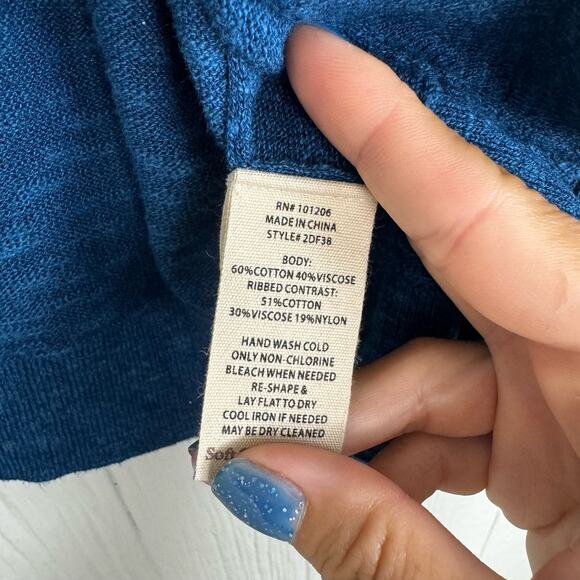 RN# 101206
MADE IN CHINA
STYLE# 2DF38
BODY:
60%COTTON 40%VISCOSE
RIBBED CONTRAST:
51%COTTON
30%VISCOSE 19%NYLON
HAND WASH COLD
ONLY NON-CHLORINE
BLEACH WHEN NEEDED
RE-SHAPE &
LAY FLAT TO DRY
COOL IRON IF NEEDED
MAY BE DRY CLEANED
Soft